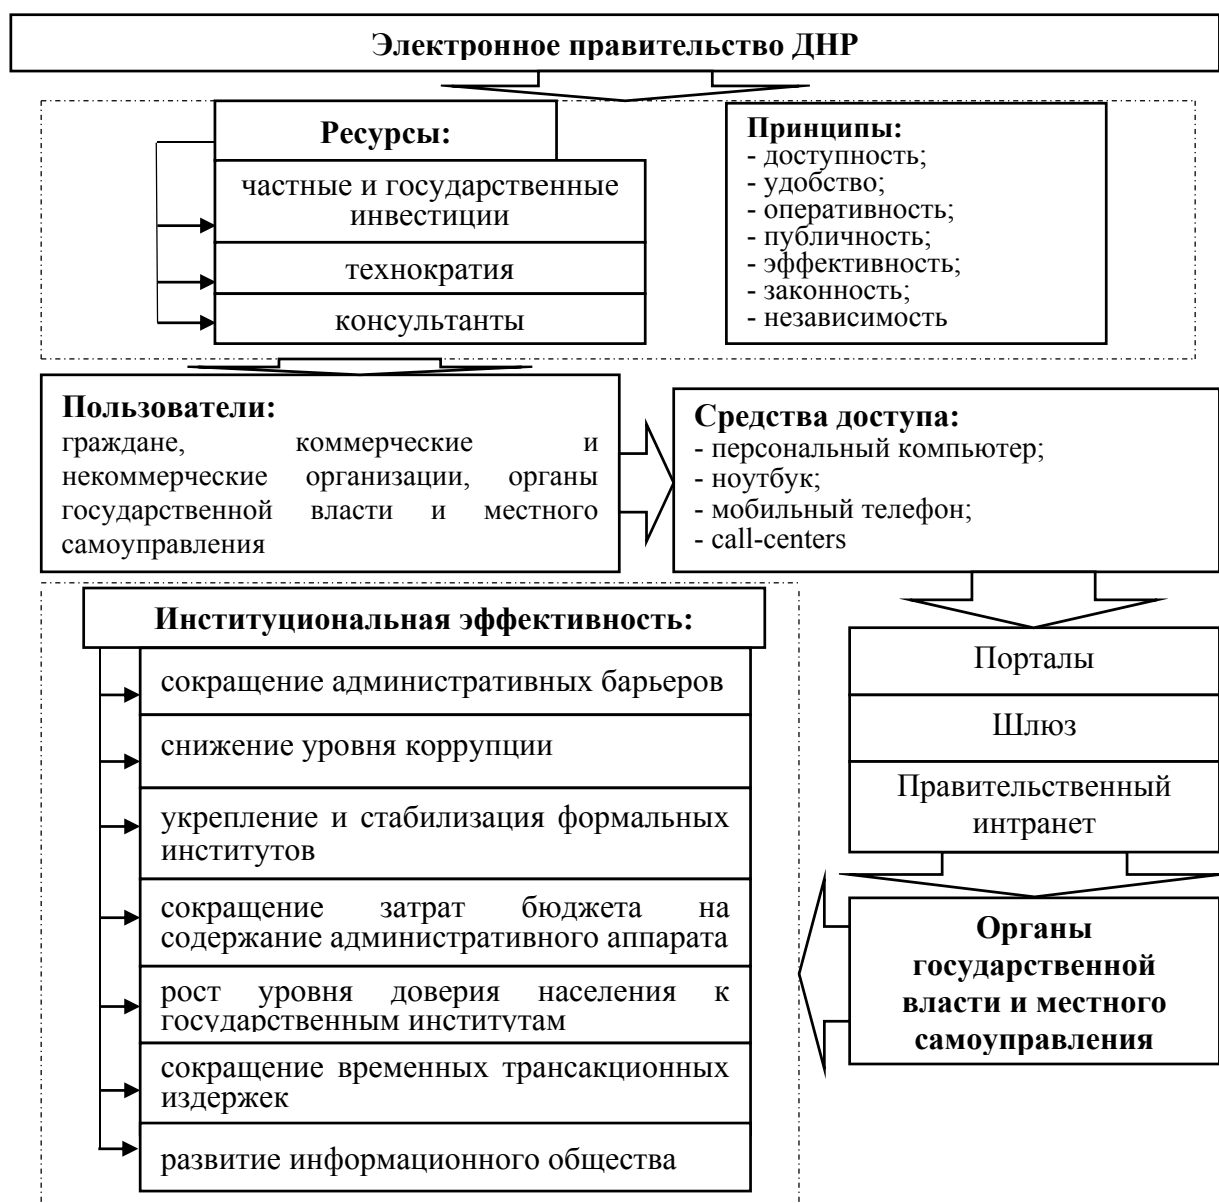 Электронное правительство ДНР
Ресурсы:
частные и государственные
инвестиции
технократия
консультанты
Принципы:
- доступность;
- удобство;
- оперативность;
- публичность;
- эффективность;
- законность;
- независимость
Пользователи:
граждане, коммерческие и
некоммерческие организации, органы
государственной власти и местного
самоуправления
Средства доступа:
- персональный компьютер;
- ноутбук;
- мобильный телефон;
- call-centers
Порталы
Шлюз
Правительственный
интранет
Органы
государственной
власти и местного
самоуправления
Институциональная эффективность:
сокращение административных барьеров
снижение уровня коррупции
укрепление и стабилизация формальных
институтов
сокращение затрат бюджета на
содержание административного аппарата
рост уровня доверия населения к
государственным институтам
сокращение временных трансакционных
издержек
развитие информационного общества